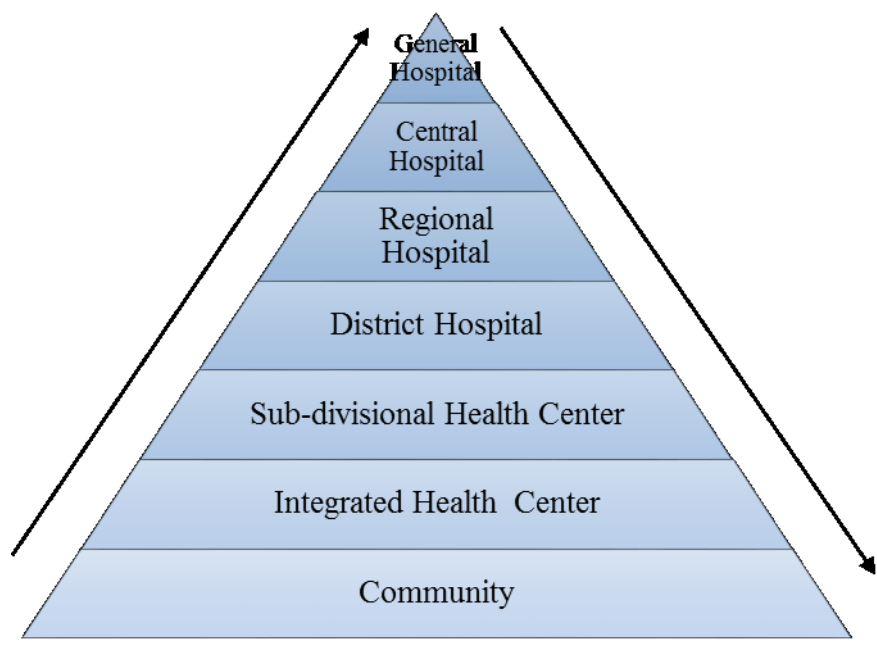 General
Hospital
Central
Hospital
Regional
Hospital
District Hospital
Sub-divisional Health Center
Integrated Health Center
Community